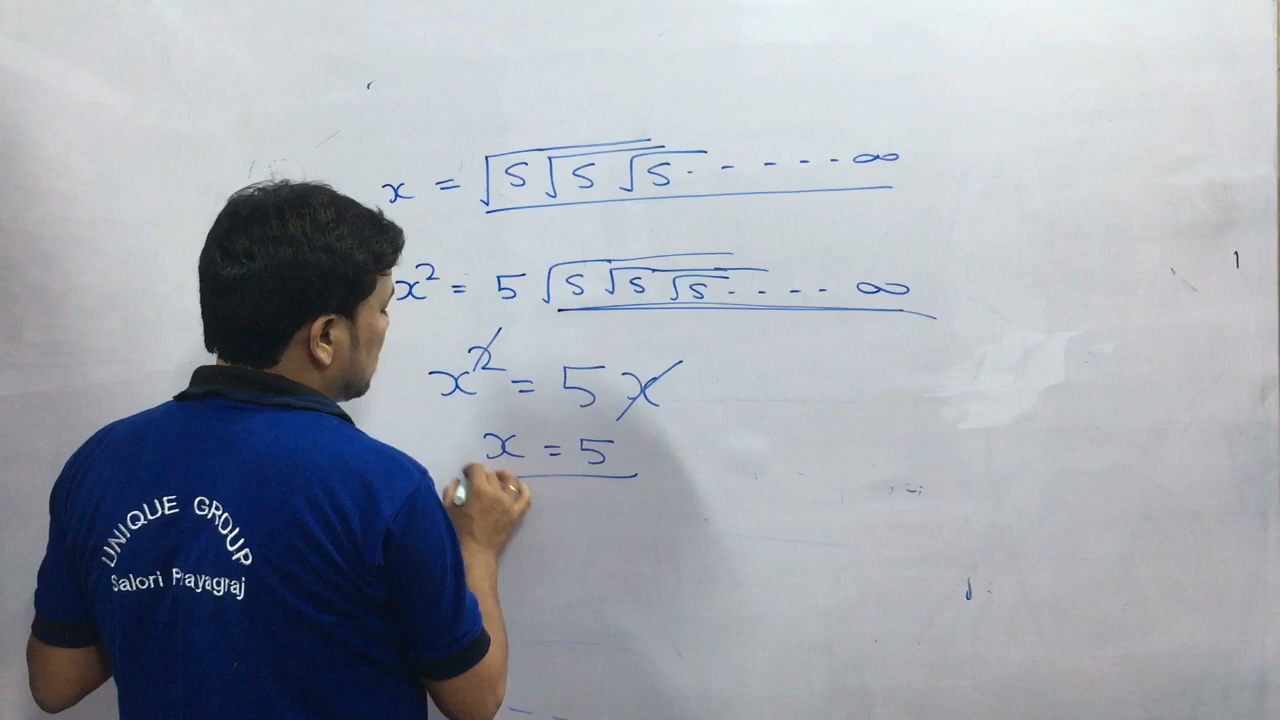 x = √5√5√5 - - - - - ∞
x² = 5 √5√5√5 - - - - - ∞
x² = 5x
x = 5
UNIQUE GROUP
Salori Prayagraj